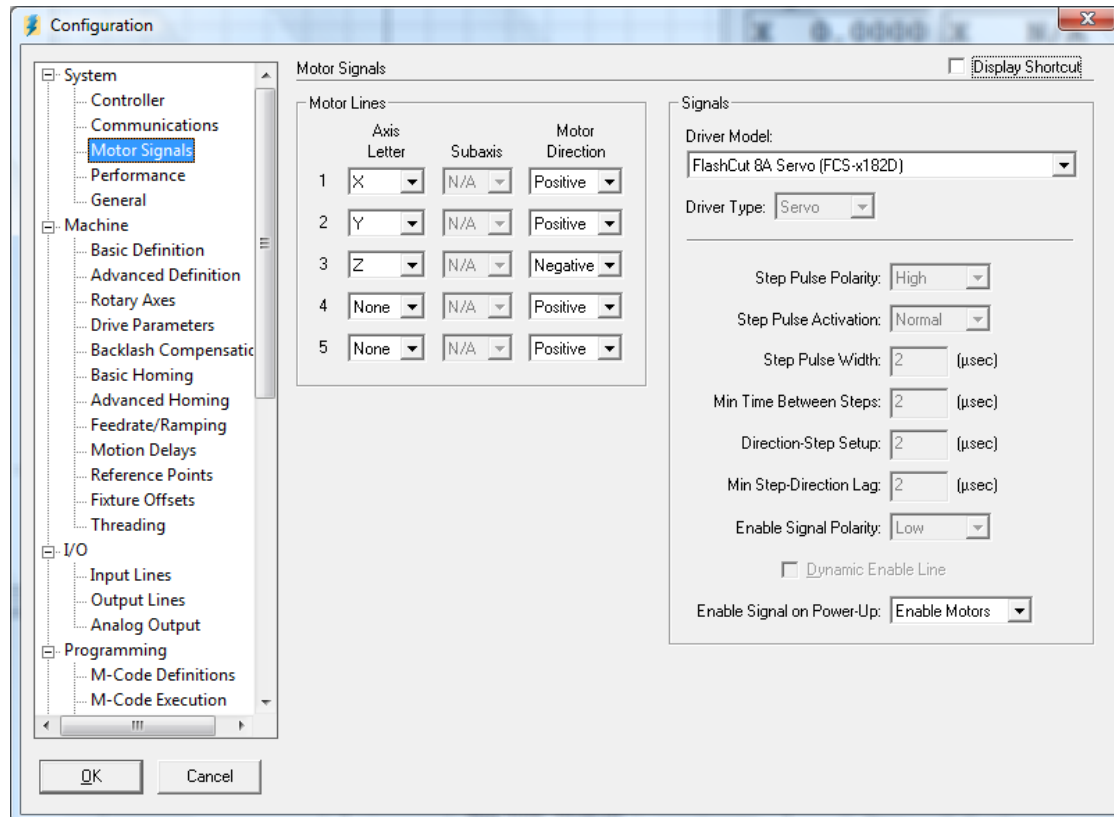 Configuration
X 0.0000 X N/A
System
Controller
Communications
Motor Signals
Performance
General
Machine
Basic Definition
Advanced Definition
Rotary Axes
Drive Parameters
Backlash Compensatic
Basic Homing
Advanced Homing
Feedrate/Ramping
Motion Delays
Reference Points
Fixture Offsets
Threading
I/O
Input Lines
Output Lines
Analog Output
Programming
M-Code Definitions
M-Code Execution
OK
Cancel
Motor Signals
Display Shortcut
Motor Lines
Axis Letter Subaxis Motor Direction
1 X N/A Positive
2 Y N/A Positive
3 Z N/A Negative
4 None N/A Positive
5 None N/A Positive
Signals
Driver Model:
FlashCut 8A Servo (FCS-x182D)
Driver Type: Servo
Step Pulse Polarity: High
Step Pulse Activation: Normal
Step Pulse Width: 2 (µsec)
Min Time Between Steps: 2 (µsec)
Direction-Step Setup: 2 (µsec)
Min Step-Direction Lag: 2 (µsec)
Enable Signal Polarity: Low
Dynamic Enable Line
Enable Signal on Power-Up: Enable Motors